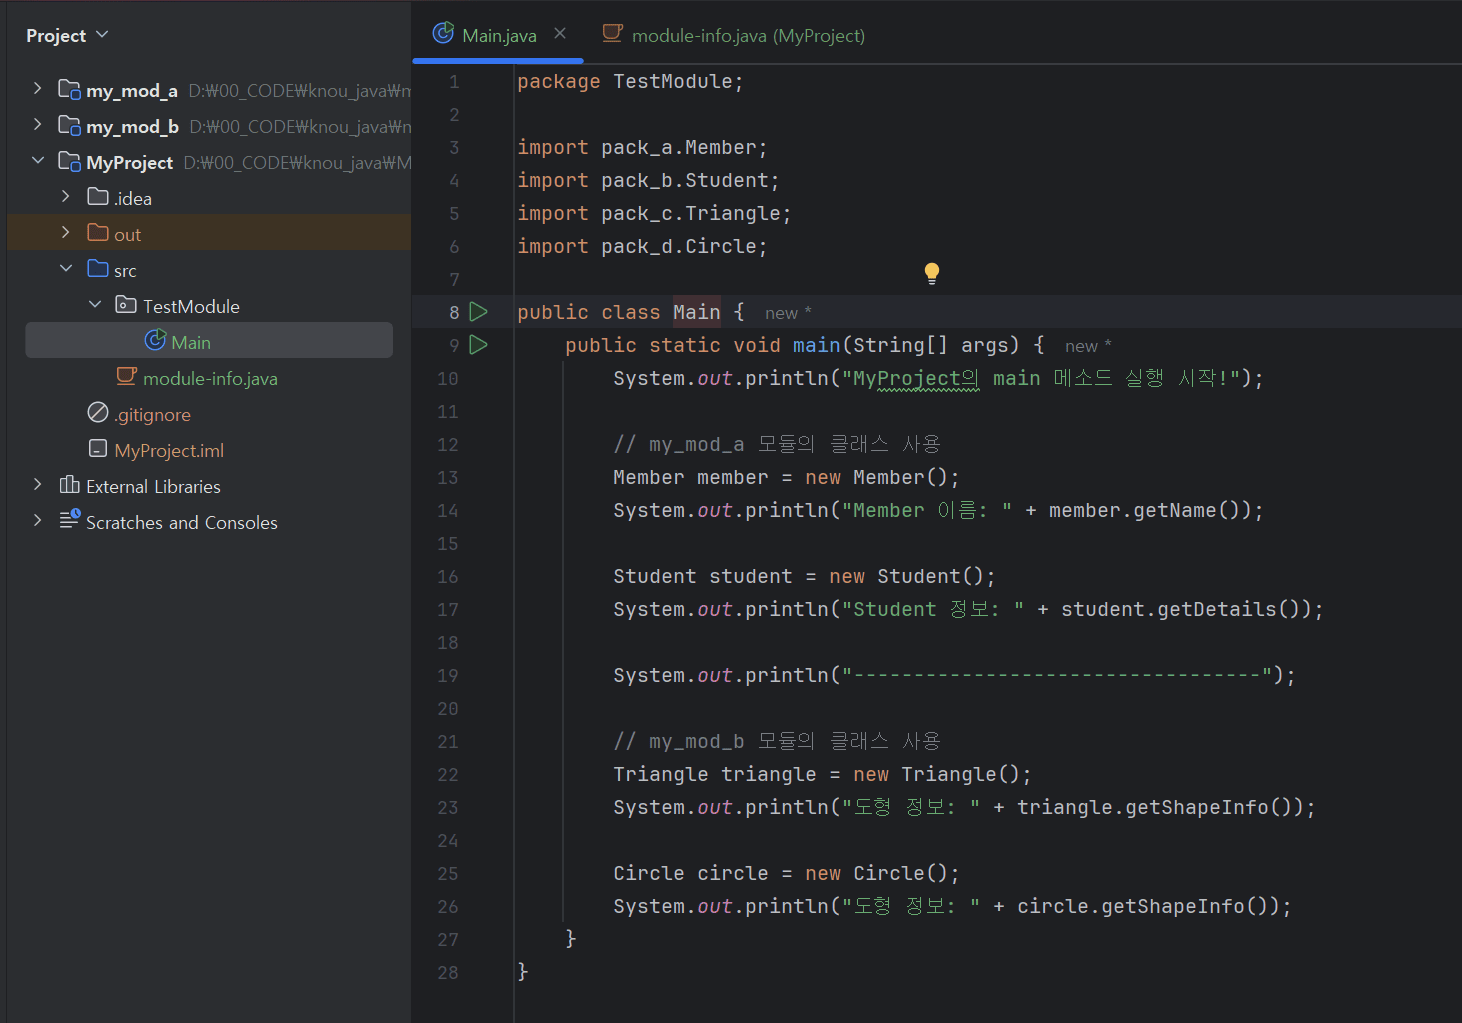 Project
my_mod_a D:₩00_CODE₩knou_java₩m
my_mod_b D:₩00_CODE₩knou_java₩m
MyProject D:₩00_CODE₩knou_java₩M
.idea
out
src
TestModule
Main
module-info.java
.gitignore
MyProject.iml
External Libraries
Scratches and Consoles
Main.java
module-info.java (MyProject)
1 package TestModule;
2
3 import pack_a.Member;
4 import pack_b.Student;
5 import pack_c.Triangle;
6 import pack_d.Circle;
7
8 public class Main { new *
9 public static void main(String[] args) { new *
10 System.out.println("MyProject의 main 메소드 실행 시작!");
11
12 // my_mod_a 모듈의 클래스 사용
13 Member member = new Member();
14 System.out.println("Member 이름: " + member.getName());
15
16 Student student = new Student();
17 System.out.println("Student 정보: " + student.getDetails());
18
19 System.out.println("----------------------------------");
20
21 // my_mod_b 모듈의 클래스 사용
22 Triangle triangle = new Triangle();
23 System.out.println("도형 정보: " + triangle.getShapeInfo());
24
25 Circle circle = new Circle();
26 System.out.println("도형 정보: " + circle.getShapeInfo());
27 }
28 }